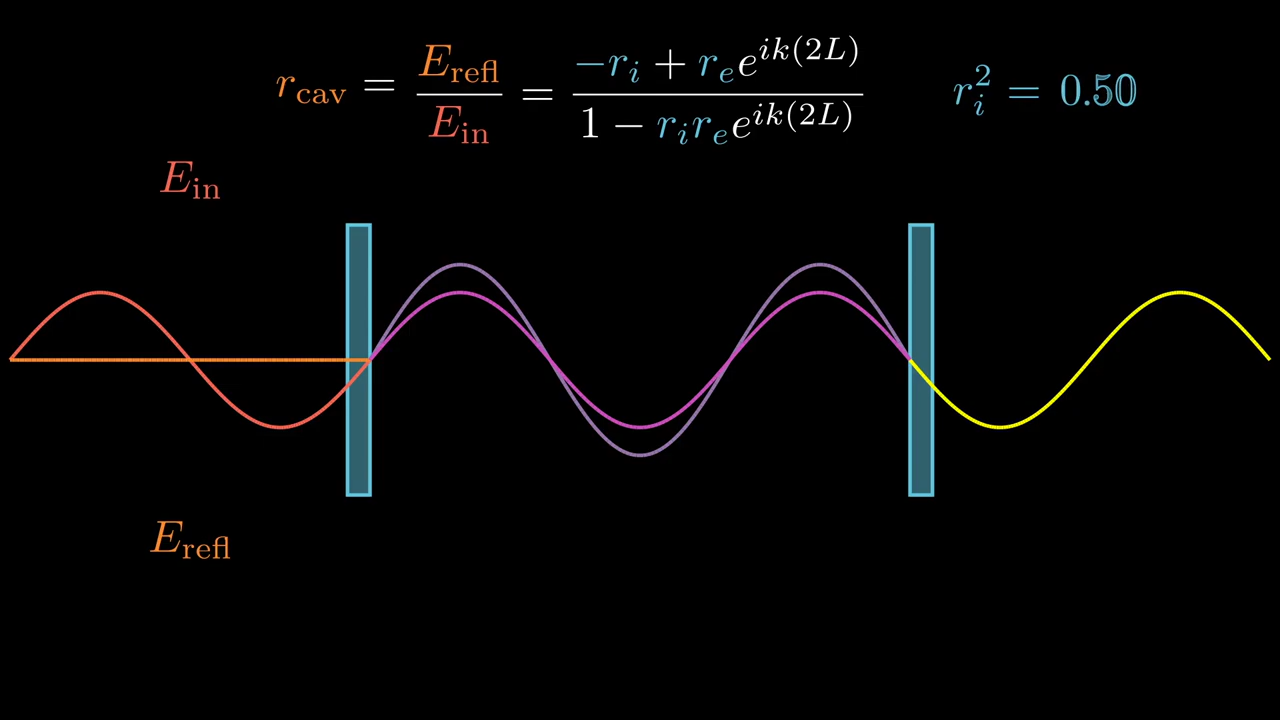 r_cav = E_refl / E_in = (-r_i + r_e e^{ik(2L)}) / (1 - r_i r_e e^{ik(2L)})
r_i^2 = 0.50
E_in
E_refl